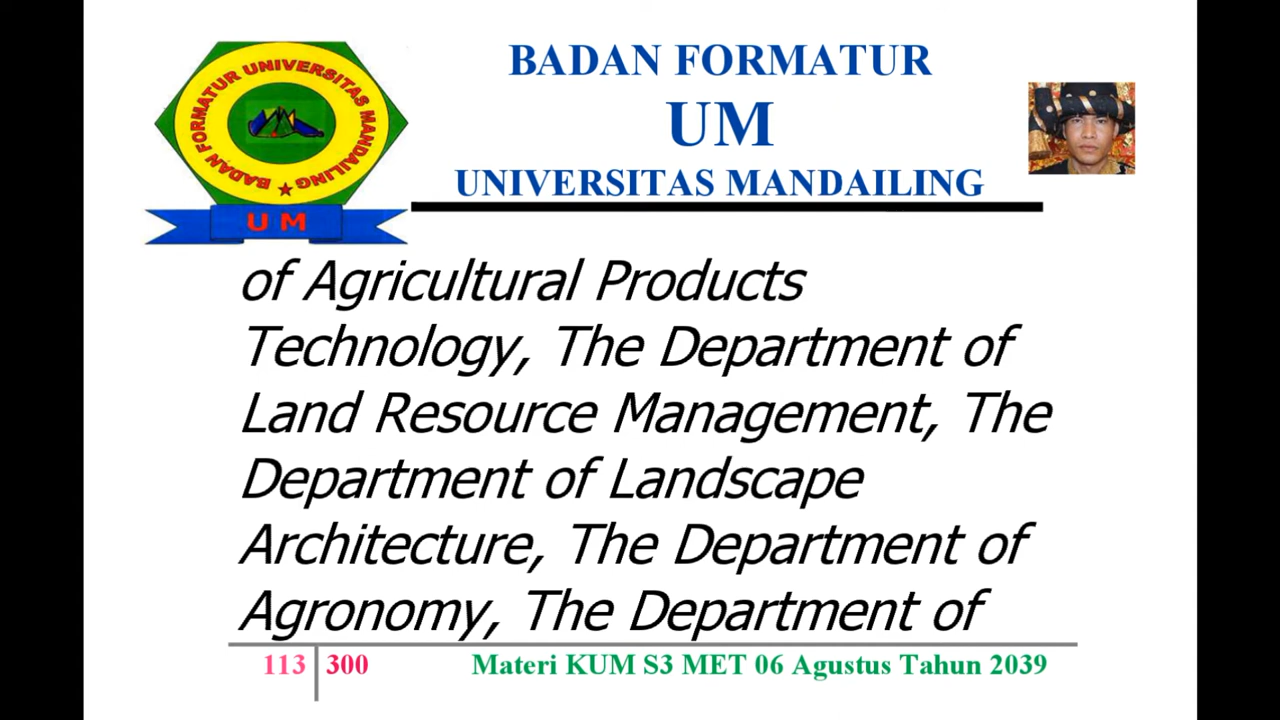 BADAN FORMATUR UNIVERSITAS MANDAILING
U M
BADAN FORMATUR
UM
UNIVERSITAS MANDAILING
of Agricultural Products
Technology, The Department of
Land Resource Management, The
Department of Landscape
Architecture, The Department of
Agronomy, The Department of
113 300 Materi KUM S3 MET 06 Agustus Tahun 2039